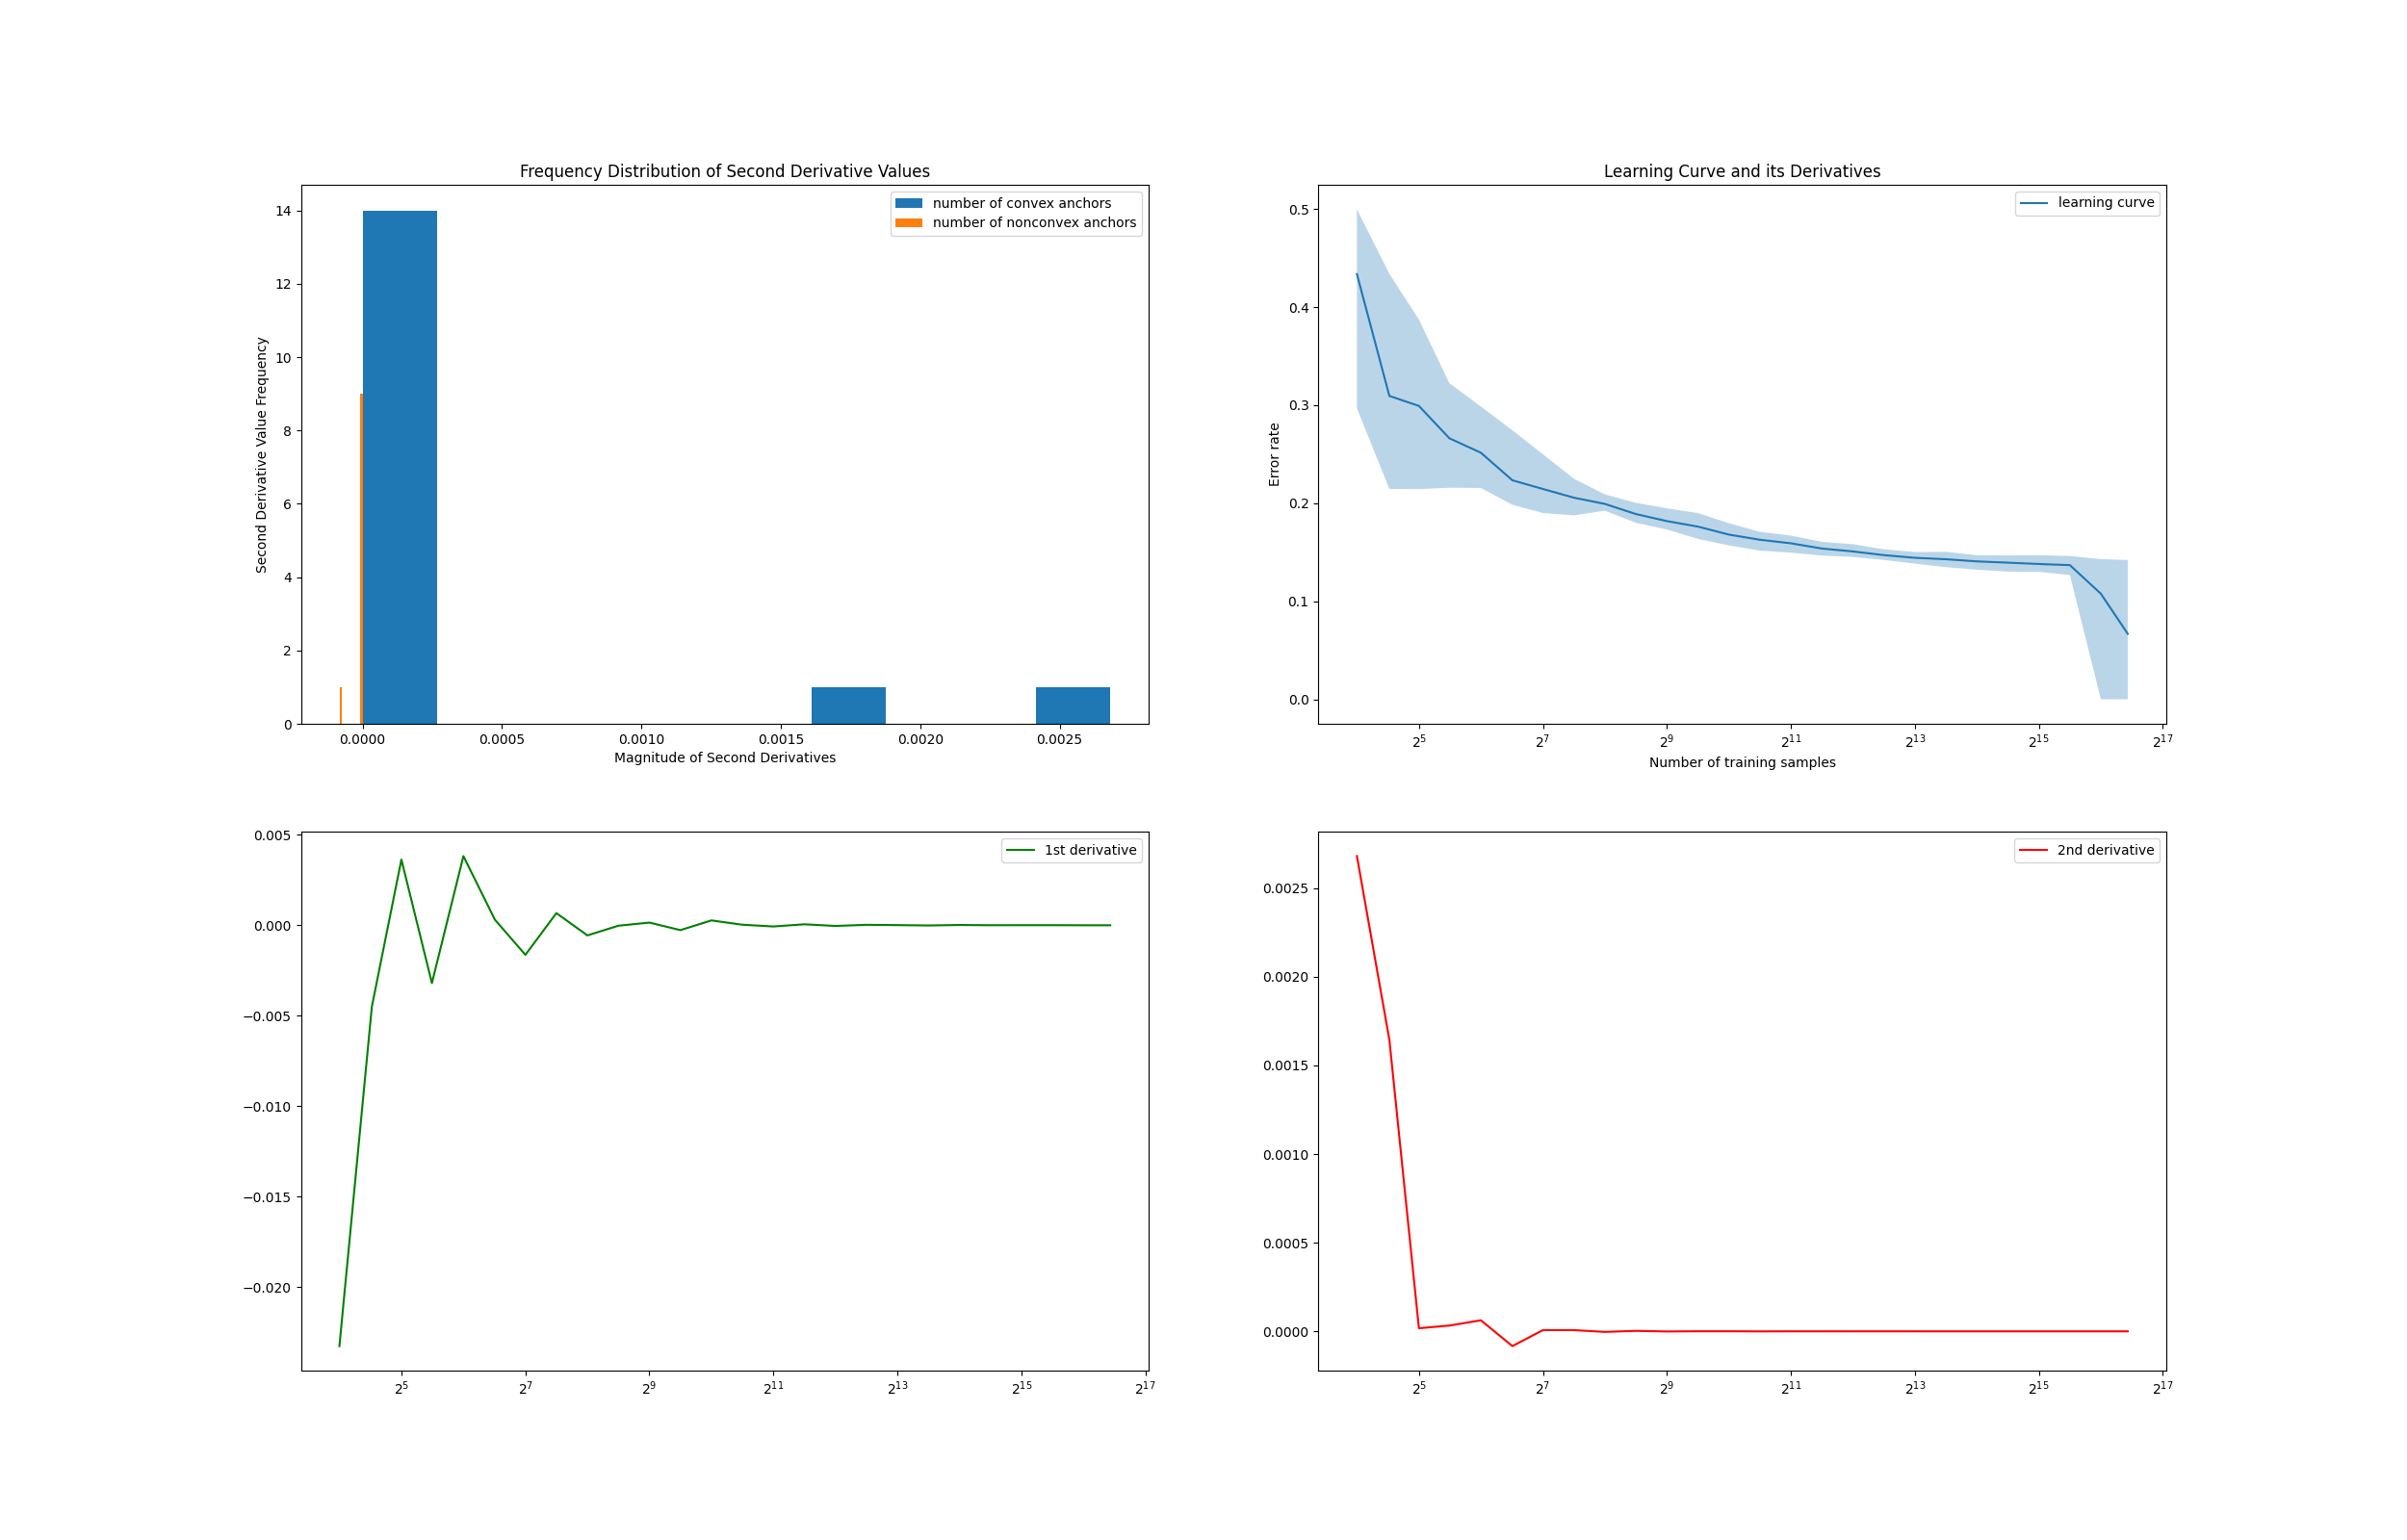 Frequency Distribution of Second Derivative Values
number of convex anchors
number of nonconvex anchors
14
12
10
8
6
4
2
0
Second Derivative Value Frequency
0.0000 0.0005 0.0010 0.0015 0.0020 0.0025
Magnitude of Second Derivatives
Learning Curve and its Derivatives
learning curve
0.5
0.4
0.3
0.2
0.1
0.0
Error rate
2^5 2^7 2^9 2^11 2^13 2^15 2^17
Number of training samples
1st derivative
0.005
0.000
−0.005
−0.010
−0.015
−0.020
2^5 2^7 2^9 2^11 2^13 2^15 2^17
2nd derivative
0.0025
0.0020
0.0015
0.0010
0.0005
0.0000
2^5 2^7 2^9 2^11 2^13 2^15 2^17